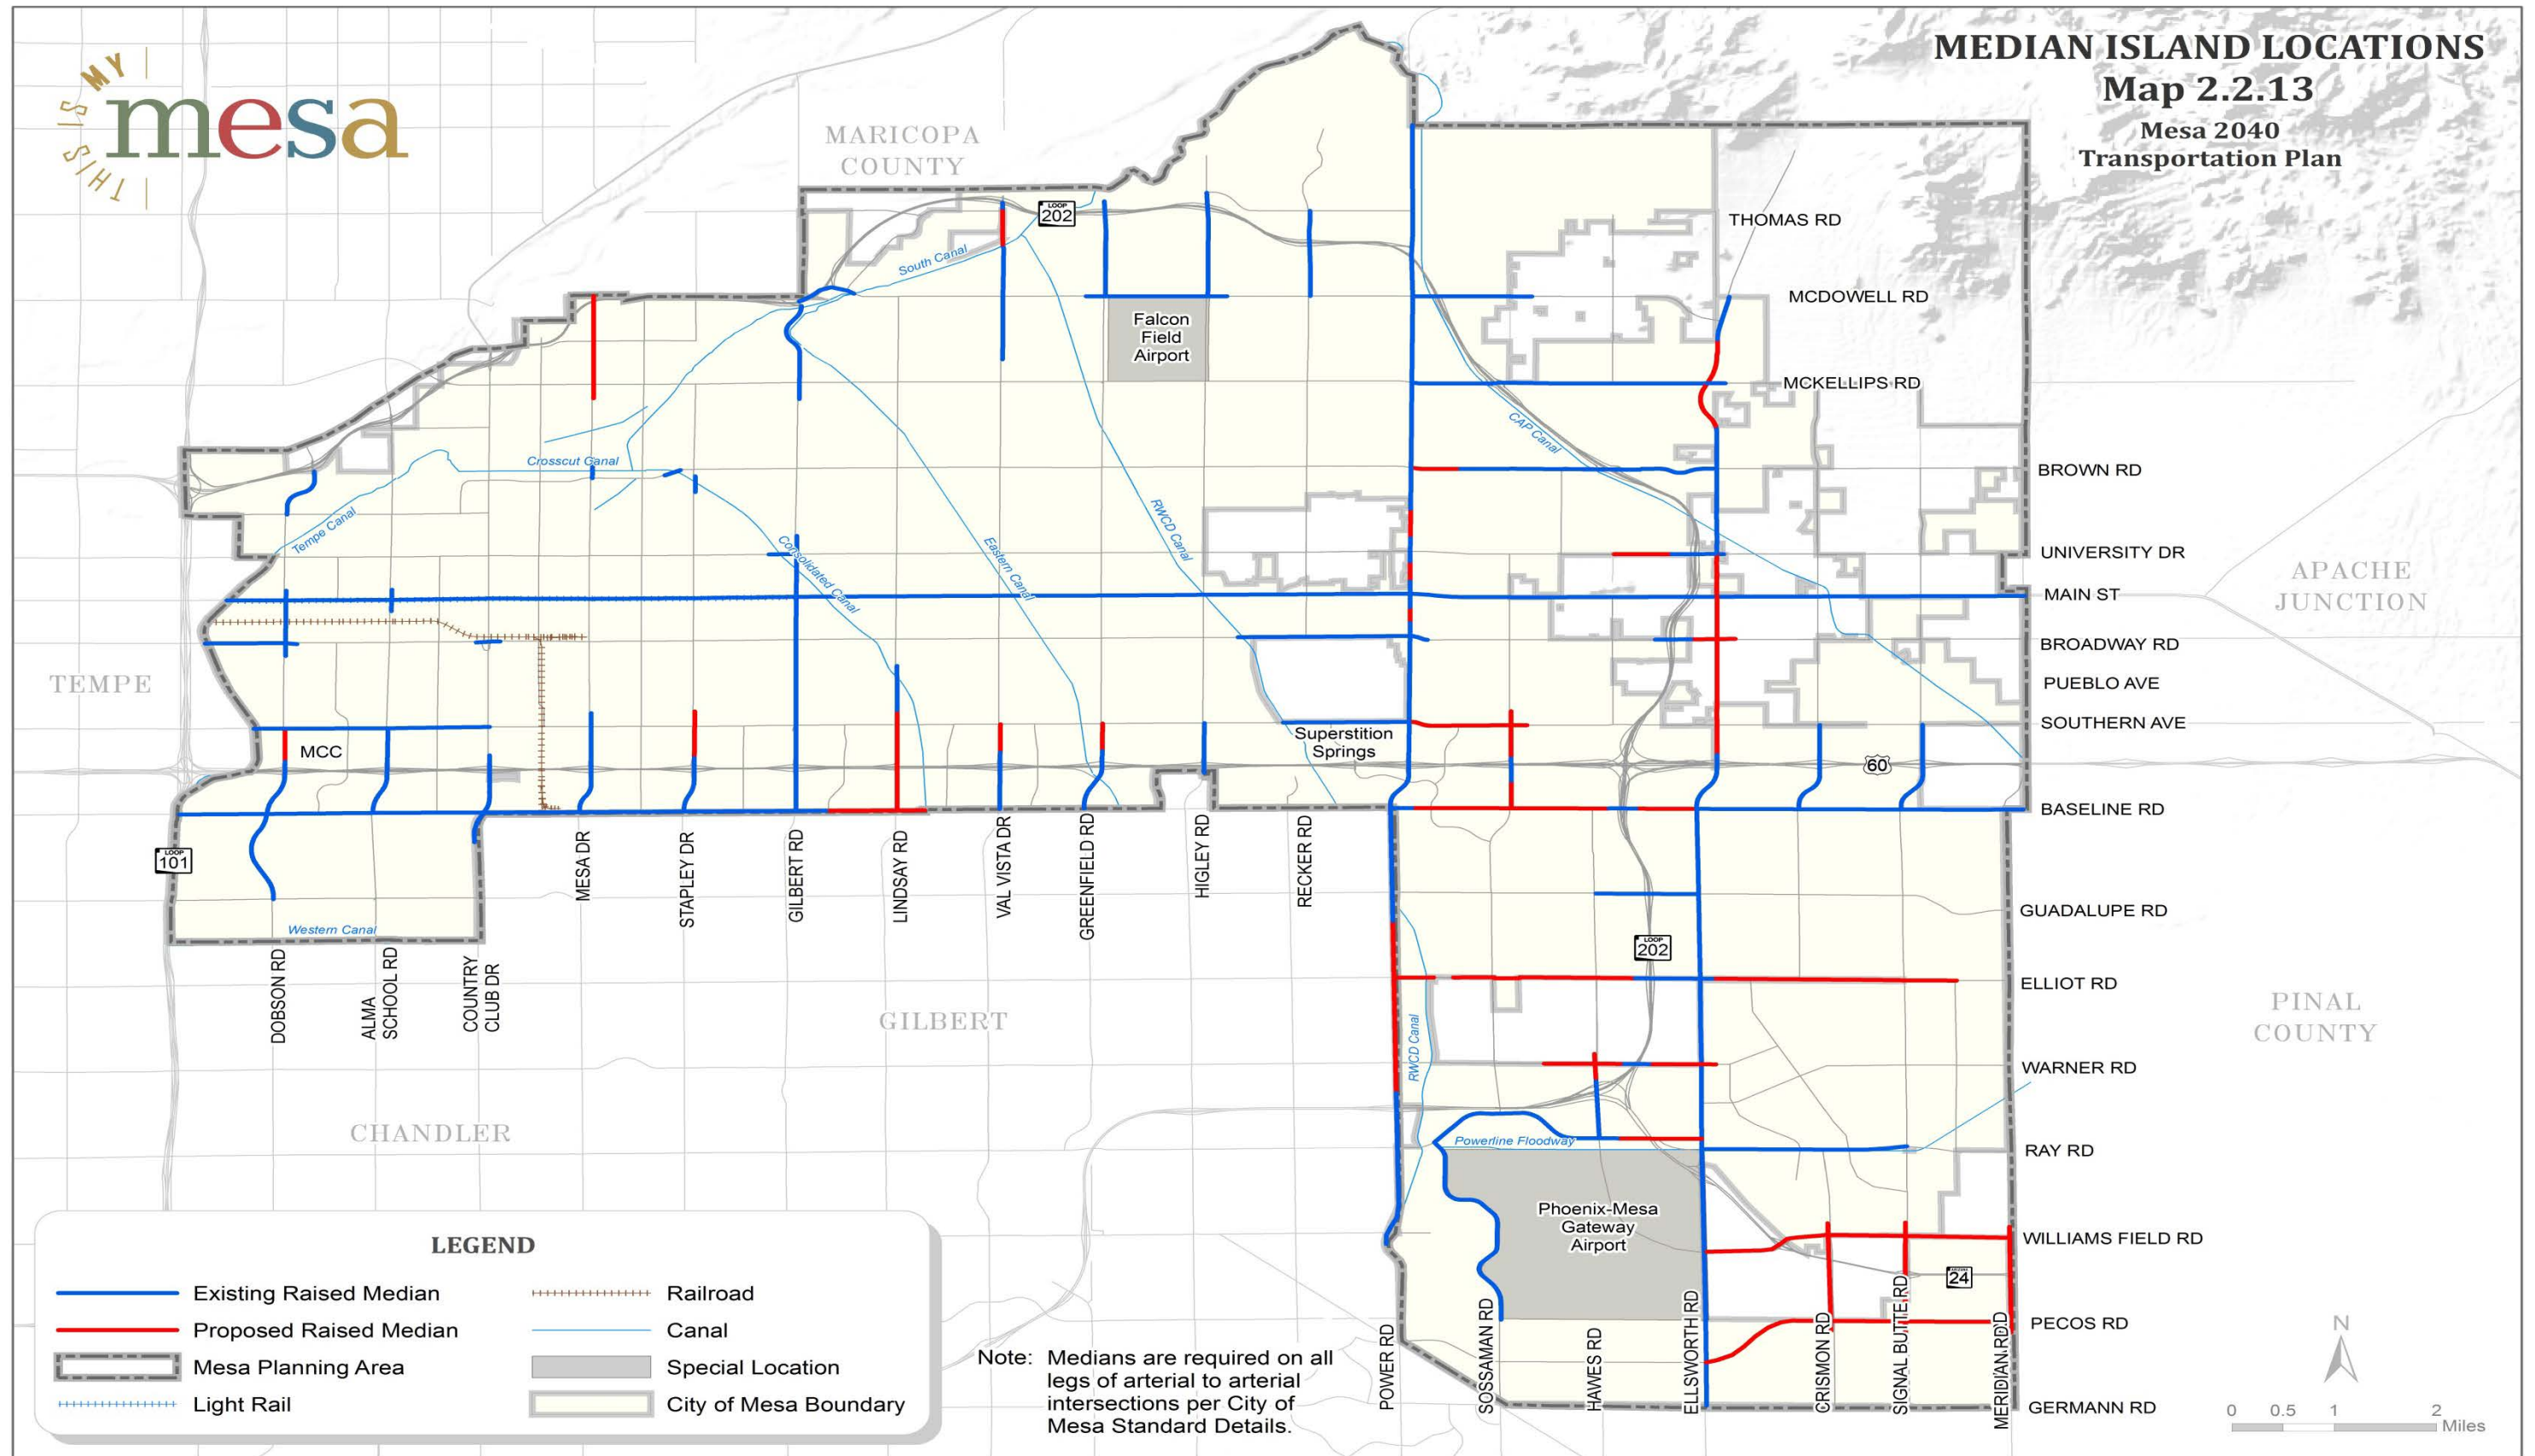 THIS IS MY
mesa
MEDIAN ISLAND LOCATIONS
Map 2.2.13
Mesa 2040
Transportation Plan
MARICOPA
COUNTY
LOOP
202
THOMAS RD
South Canal
MCDOWELL RD
Falcon
Field
Airport
MCKELLIPS RD
CAP Canal
Crosscut Canal
BROWN RD
Tempe Canal
RWCD Canal
Consolidated Canal
Eastern Canal
UNIVERSITY DR
APACHE
JUNCTION
MAIN ST
BROADWAY RD
TEMPE
PUEBLO AVE
SOUTHERN AVE
MCC
Superstition
Springs
60
BASELINE RD
LOOP
101
MESA DR
STAPLEY DR
GILBERT RD
LINDSAY RD
VAL VISTA DR
GREENFIELD RD
HIGLEY RD
RECKER RD
GUADALUPE RD
Western Canal
LOOP
202
DOBSON RD
ALMA
SCHOOL RD
COUNTRY
CLUB DR
ELLIOT RD
PINAL
COUNTY
GILBERT
RWCD Canal
WARNER RD
CHANDLER
Powerline Floodway
RAY RD
Phoenix-Mesa
Gateway
Airport
WILLIAMS FIELD RD
24
PECOS RD
POWER RD
SOSSAMAN RD
HAWES RD
ELLSWORTH RD
CRISMON RD
SIGNAL BUTTE RD
MERIDIAN RD
GERMANN RD
LEGEND
Existing Raised Median
Proposed Raised Median
Mesa Planning Area
Light Rail
Railroad
Canal
Special Location
City of Mesa Boundary
Note: Medians are required on all
legs of arterial to arterial
intersections per City of
Mesa Standard Details.
N
0 0.5 1 2
Miles